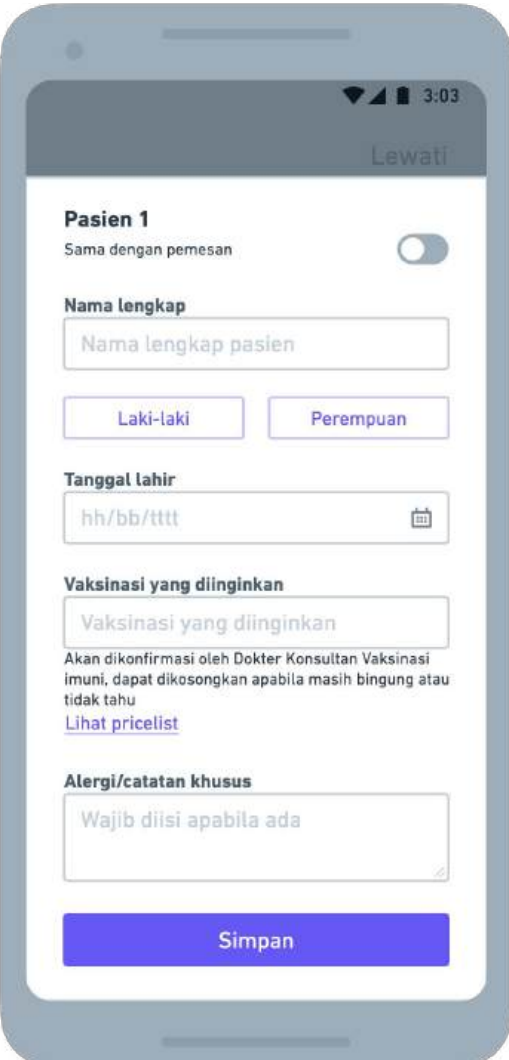 3:03
Lewati
Pasien 1
Sama dengan pemesan
Nama lengkap
Nama lengkap pasien
Laki-laki
Perempuan
Tanggal lahir
hh/bb/tttt
Vaksinasi yang diinginkan
Vaksinasi yang diinginkan
Akan dikonfirmasi oleh Dokter Konsultan Vaksinasi
imuni, dapat dikosongkan apabila masih bingung atau
tidak tahu
Lihat pricelist
Alergi/catatan khusus
Wajib diisi apabila ada
Simpan